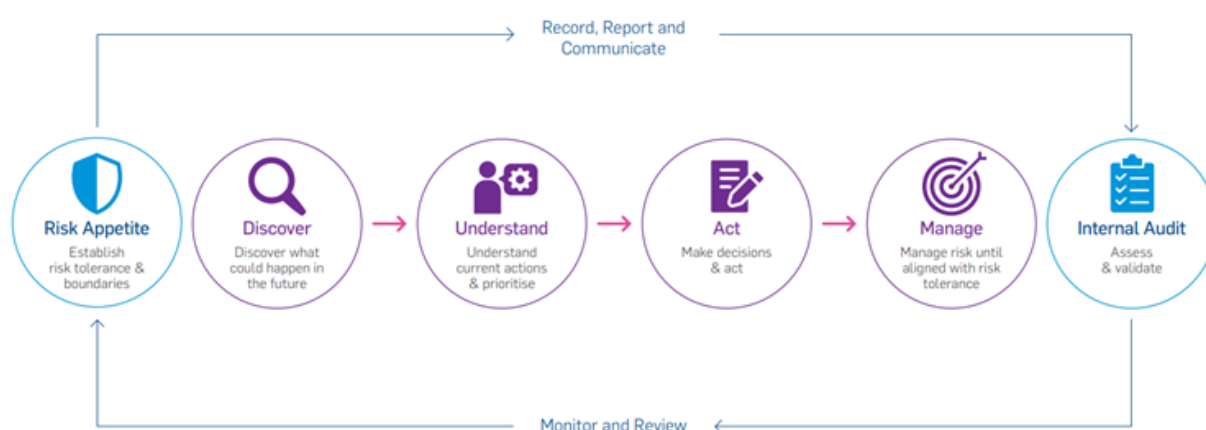 Record, Report and
Communicate
Risk Appetite
Establish
risk tolerance &
boundaries
Discover
Discover what
could happen in
the future
Understand
Understand
current actions
& prioritise
Act
Make decisions
& act
Manage
Manage risk until
aligned with risk
tolerance
Internal Audit
Assess
& validate
Monitor and Review